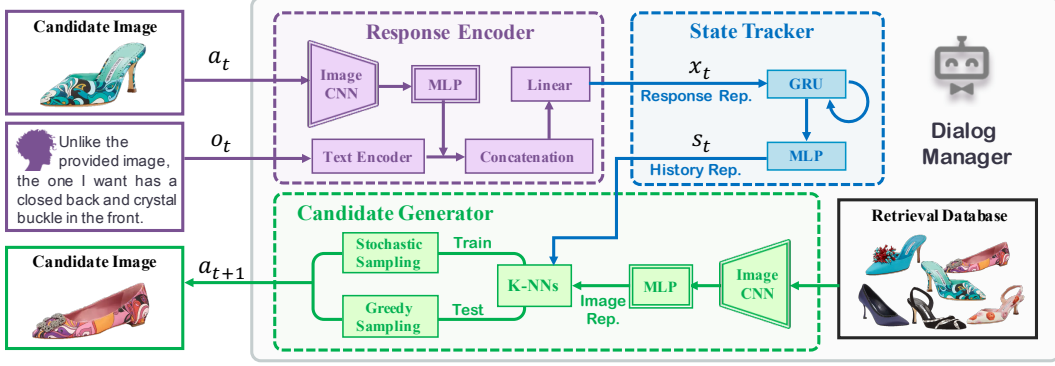 Candidate Image
a_t
Unlike the
provided image,
the one I want has a
closed back and crystal
buckle in the front.
o_t
Candidate Image
a_{t+1}
Response Encoder
Image
CNN
MLP
Linear
Text Encoder
Concatenation
State Tracker
x_t
Response Rep.
GRU
s_t
History Rep.
MLP
Dialog
Manager
Candidate Generator
Stochastic
Sampling
Train
Greedy
Sampling
Test
K-NNs
Image
Rep.
MLP
Image
CNN
Retrieval Database